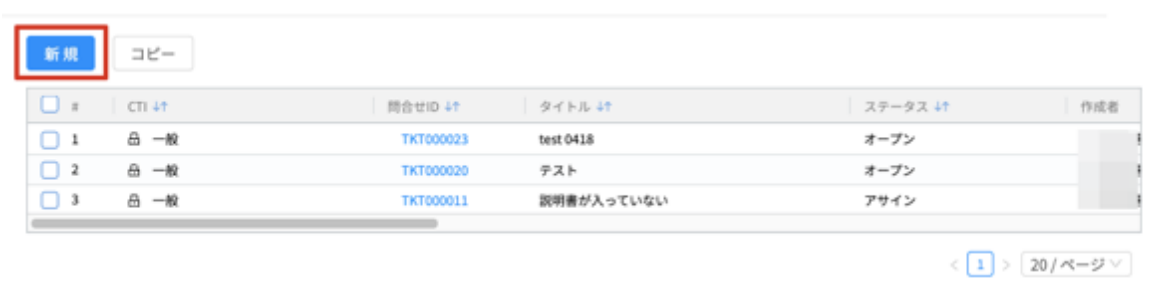 新規 コピー
# CTI 問合せID タイトル ステータス 作成者
1 一般 TKT000023 test 0418 オープン
2 一般 TKT000020 テスト オープン
3 一般 TKT000011 説明書が入っていない アサイン
< 1 > 20 / ページ